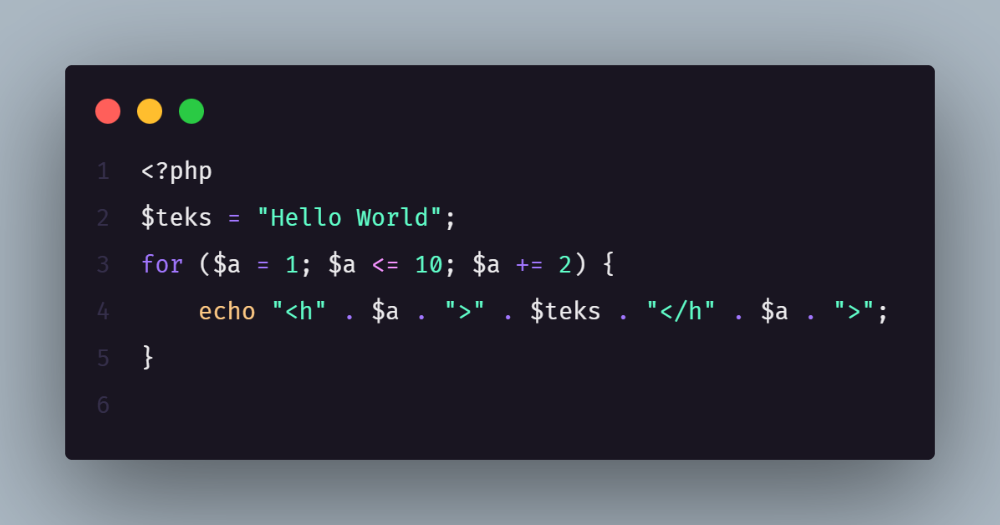 1 <?php
2 $teks = "Hello World";
3 for ($a = 1; $a <= 10; $a += 2) {
4     echo "<h" . $a . ">" . $teks . "</h" . $a . ">";
5 }
6